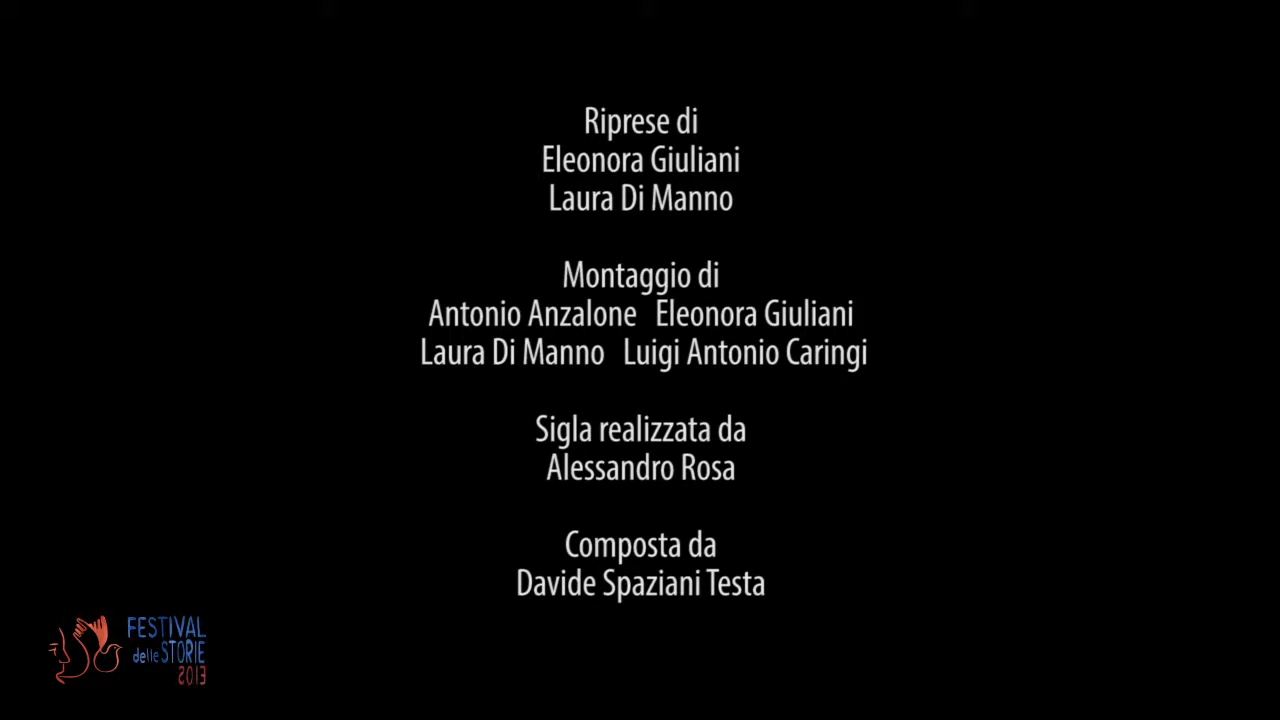 Riprese di
Eleonora Giuliani
Laura Di Manno
Montaggio di
Antonio Anzalone Eleonora Giuliani
Laura Di Manno Luigi Antonio Caringi
Sigla realizzata da
Alessandro Rosa
Composta da
Davide Spaziani Testa
FESTIVAL
delle STORIE
2013